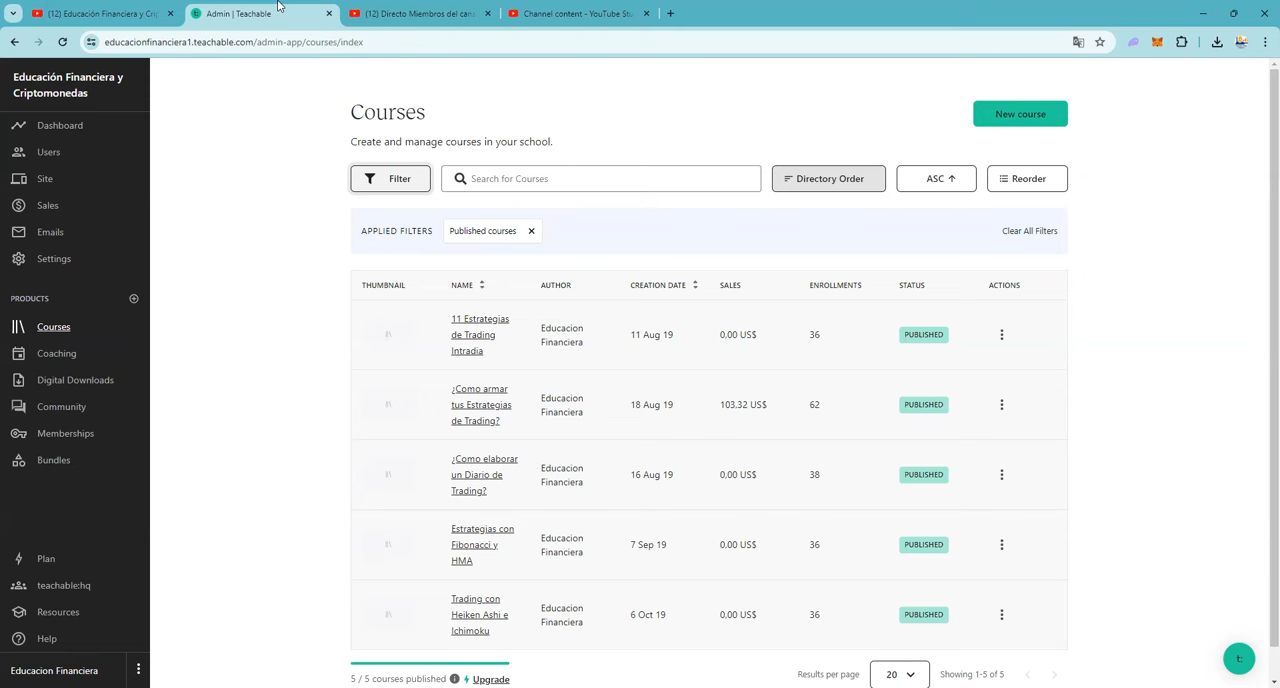 (12) Educación Financiera y Crip
Admin | Teachable
(12) Directo Miembros del cana
Channel content - YouTube Stu
educacionfinanciera1.teachable.com/admin-app/courses/index
Educación Financiera y
Criptomonedas
Dashboard
Users
Site
Sales
Emails
Settings
PRODUCTS
Courses
Coaching
Digital Downloads
Community
Memberships
Bundles
Plan
teachable:hq
Resources
Help
Educacion Financiera
Courses
New course
Create and manage courses in your school.
Filter
Search for Courses
Directory Order
ASC
Reorder
APPLIED FILTERS
Published courses
Clear All Filters
THUMBNAIL NAME AUTHOR CREATION DATE SALES ENROLLMENTS STATUS ACTIONS
11 Estrategias
de Trading
Intradia
Educacion
Financiera
11 Aug 19
0,00 US$
36
PUBLISHED
¿Como armar
tus Estrategias
de Trading?
Educacion
Financiera
18 Aug 19
103,32 US$
62
PUBLISHED
¿Como elaborar
un Diario de
Trading?
Educacion
Financiera
16 Aug 19
0,00 US$
38
PUBLISHED
Estrategias con
Fibonacci y
HMA
Educacion
Financiera
7 Sep 19
0,00 US$
36
PUBLISHED
Trading con
Heiken Ashi e
Ichimoku
Educacion
Financiera
6 Oct 19
0,00 US$
36
PUBLISHED
5 / 5 courses published
Upgrade
Results per page
20
Showing 1-5 of 5
t: